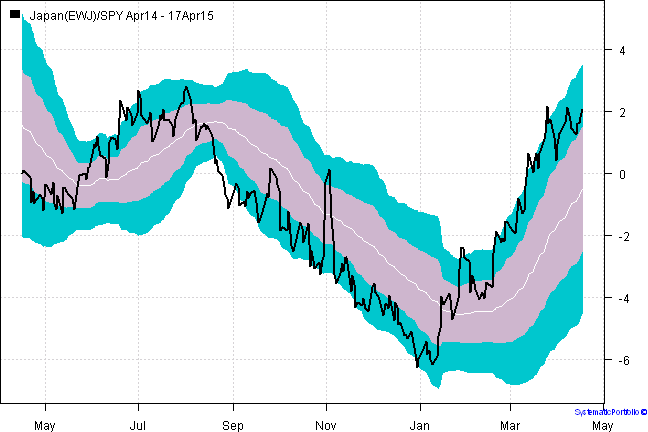 Japan(EWJ)/SPY Apr14 - 17Apr15
4
2
0
-2
-4
-6
SystematicPortfolio ©
May Jul Sep Nov Jan Mar May